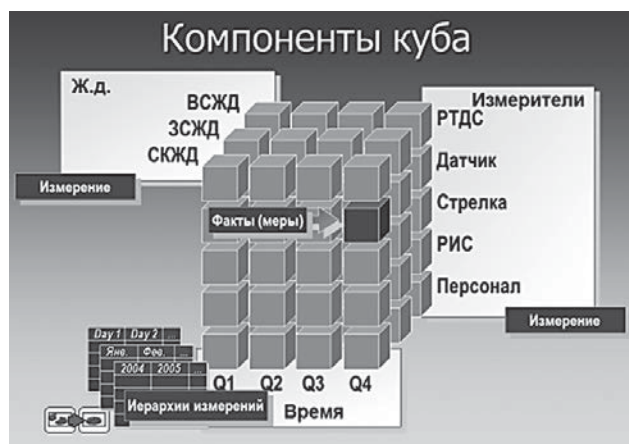 Компоненты куба
Ж.д.
ВСЖД
ЗСЖД
СКЖД
Измерение
Измерители
РТДС
Датчик
Стрелка
РИС
Персонал
Измерение
Факты (меры)
Day 1 Day 2 ...
Янв. Фев. ...
2004 2005 ...
Иерархии измерений
Q1 Q2 Q3 Q4
Время